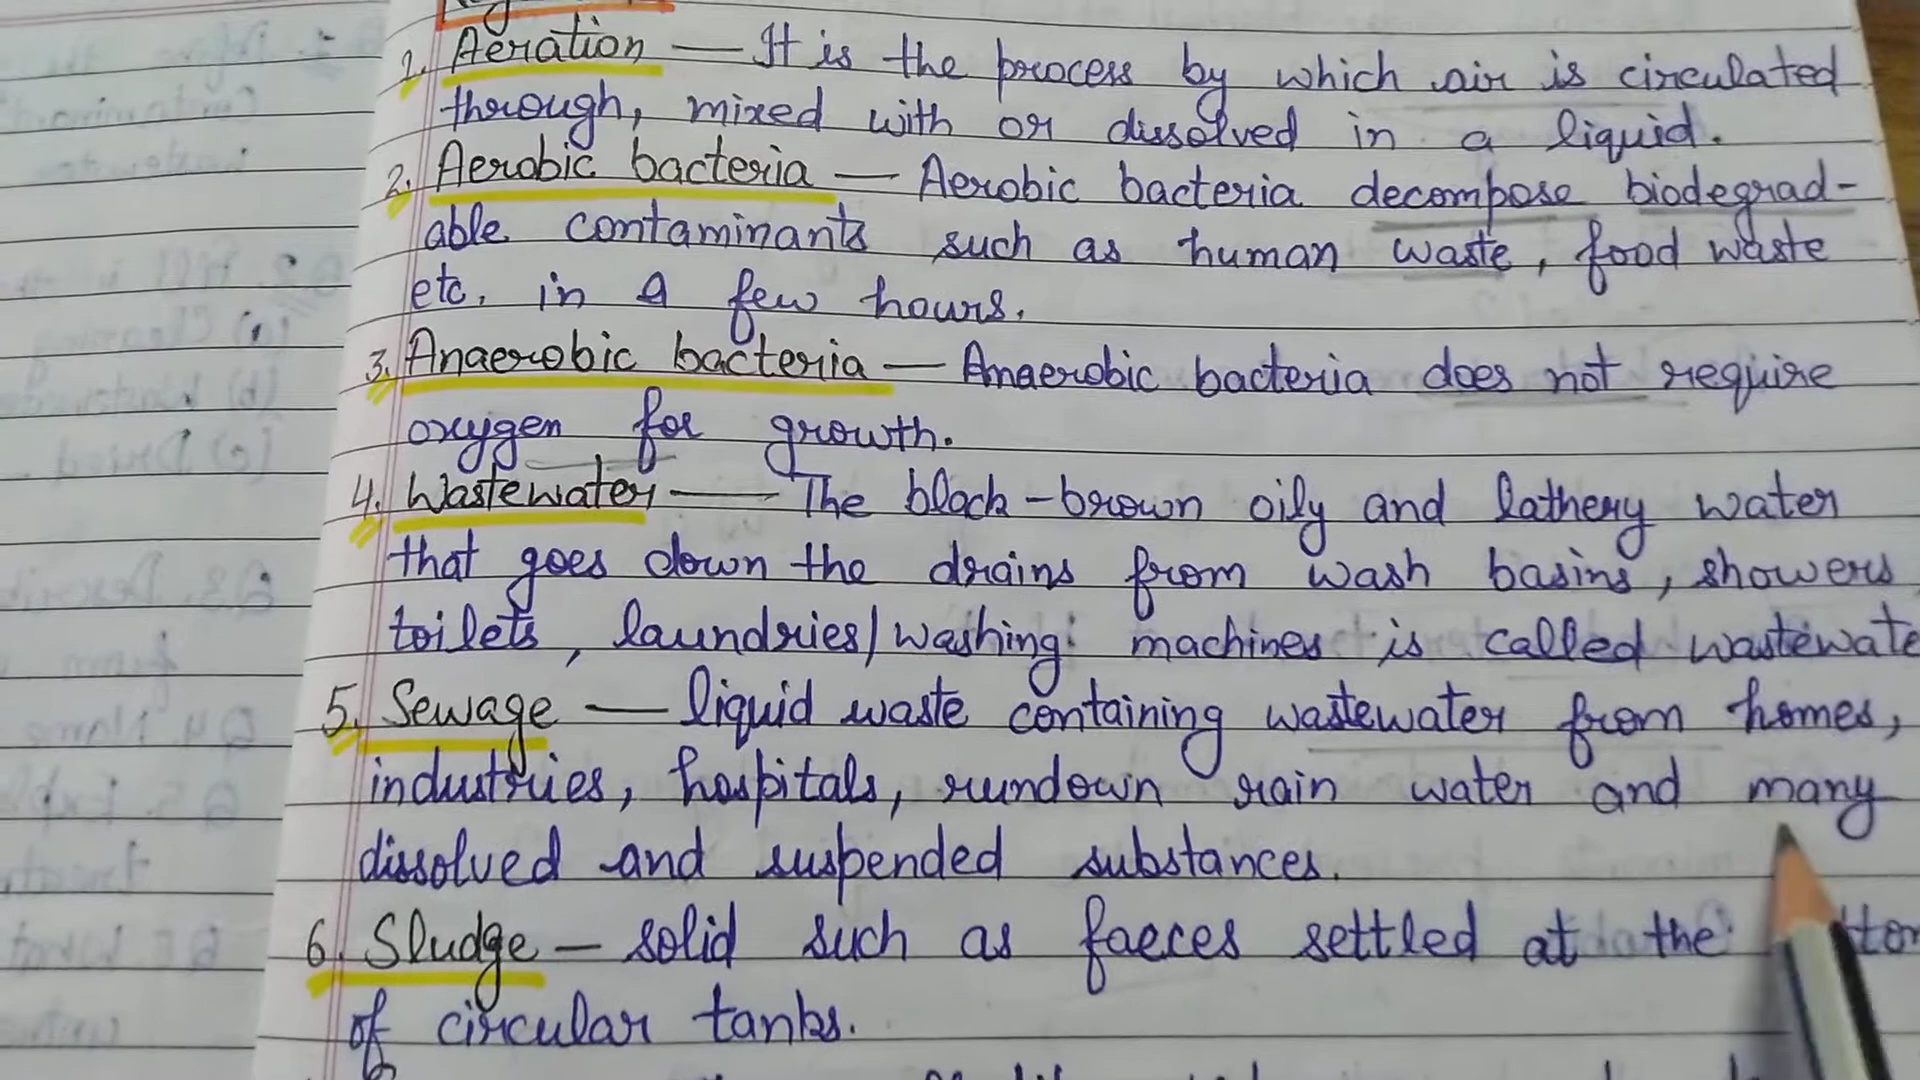 1. Aeration — It is the process by which air is circulated
through, mixed with or dissolved in a liquid.
2. Aerobic bacteria — Aerobic bacteria decompose biodegrad-
able contaminants such as human waste, food waste
etc. in a few hours.
3. Anaerobic bacteria — Anaerobic bacteria does not require
oxygen for growth.
4. Wastewater — The black-brown oily and lathery water
that goes down the drains from wash basins, showers
toilets, laundries/washing machines is called wastewate
5. Sewage — liquid waste containing wastewater from homes,
industries, hospitals, rundown rain water and many
dissolved and suspended substances.
6. Sludge — solid such as faeces settled at the
of circular tanks.